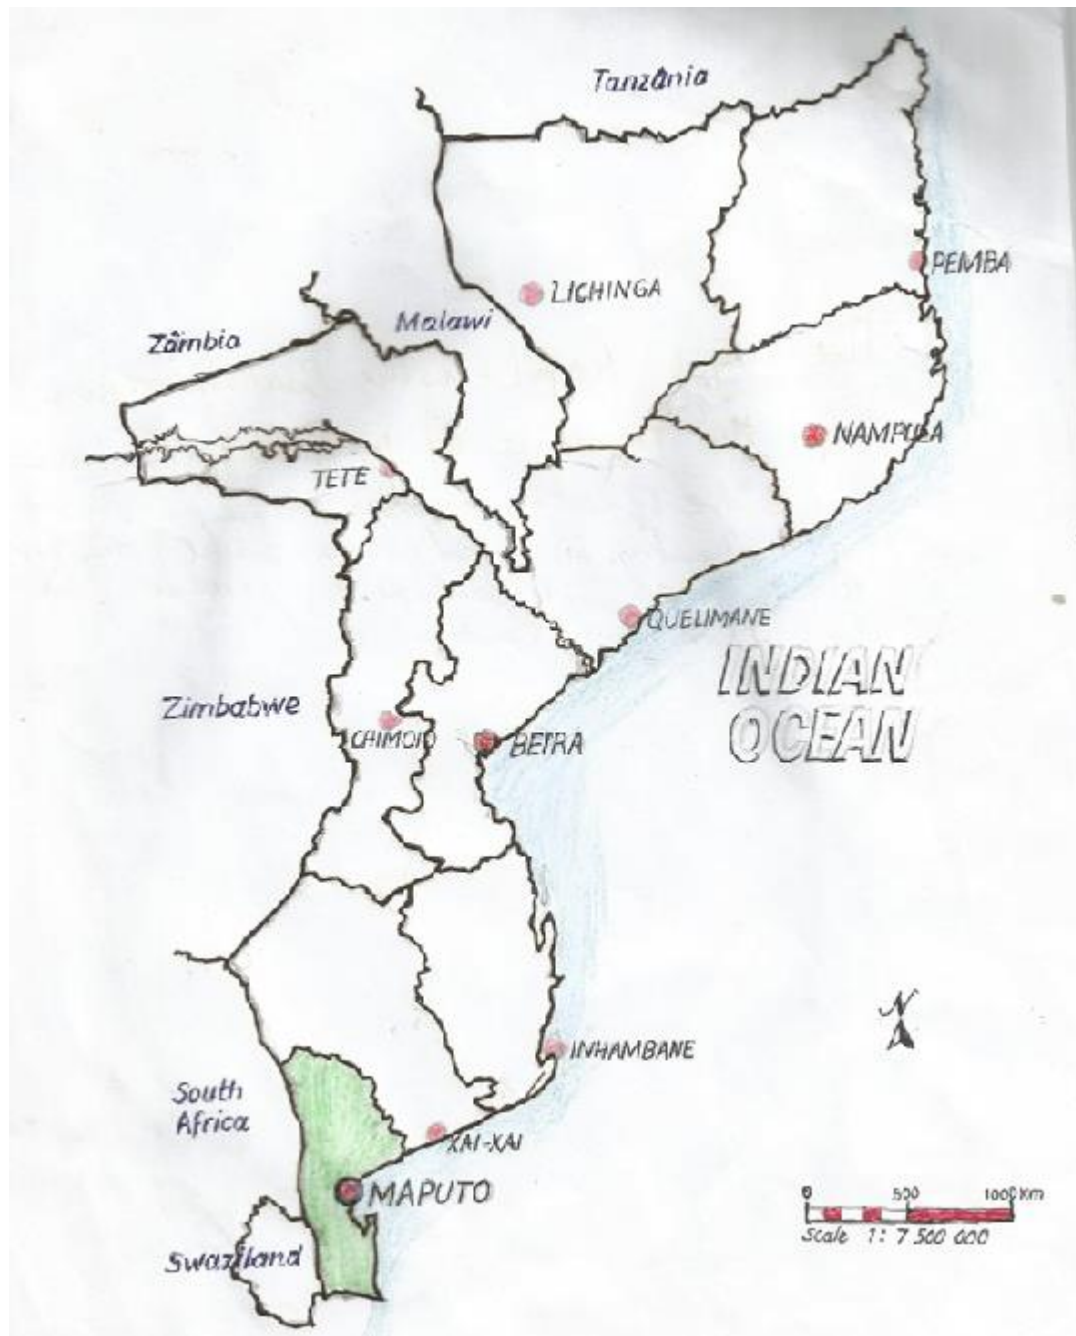 Tanzânia
PEMBA
LICHINGA
Malawi
Zâmbia
NAMPULA
TETE
QUELIMANE
INDIAN
OCEAN
Zimbabwe
CHIMOIO
BEIRA
N
INHAMBANE
South
Africa
XAI-XAI
MAPUTO
0 500 1000 Km
Scale 1: 7 500 000
Swaziland